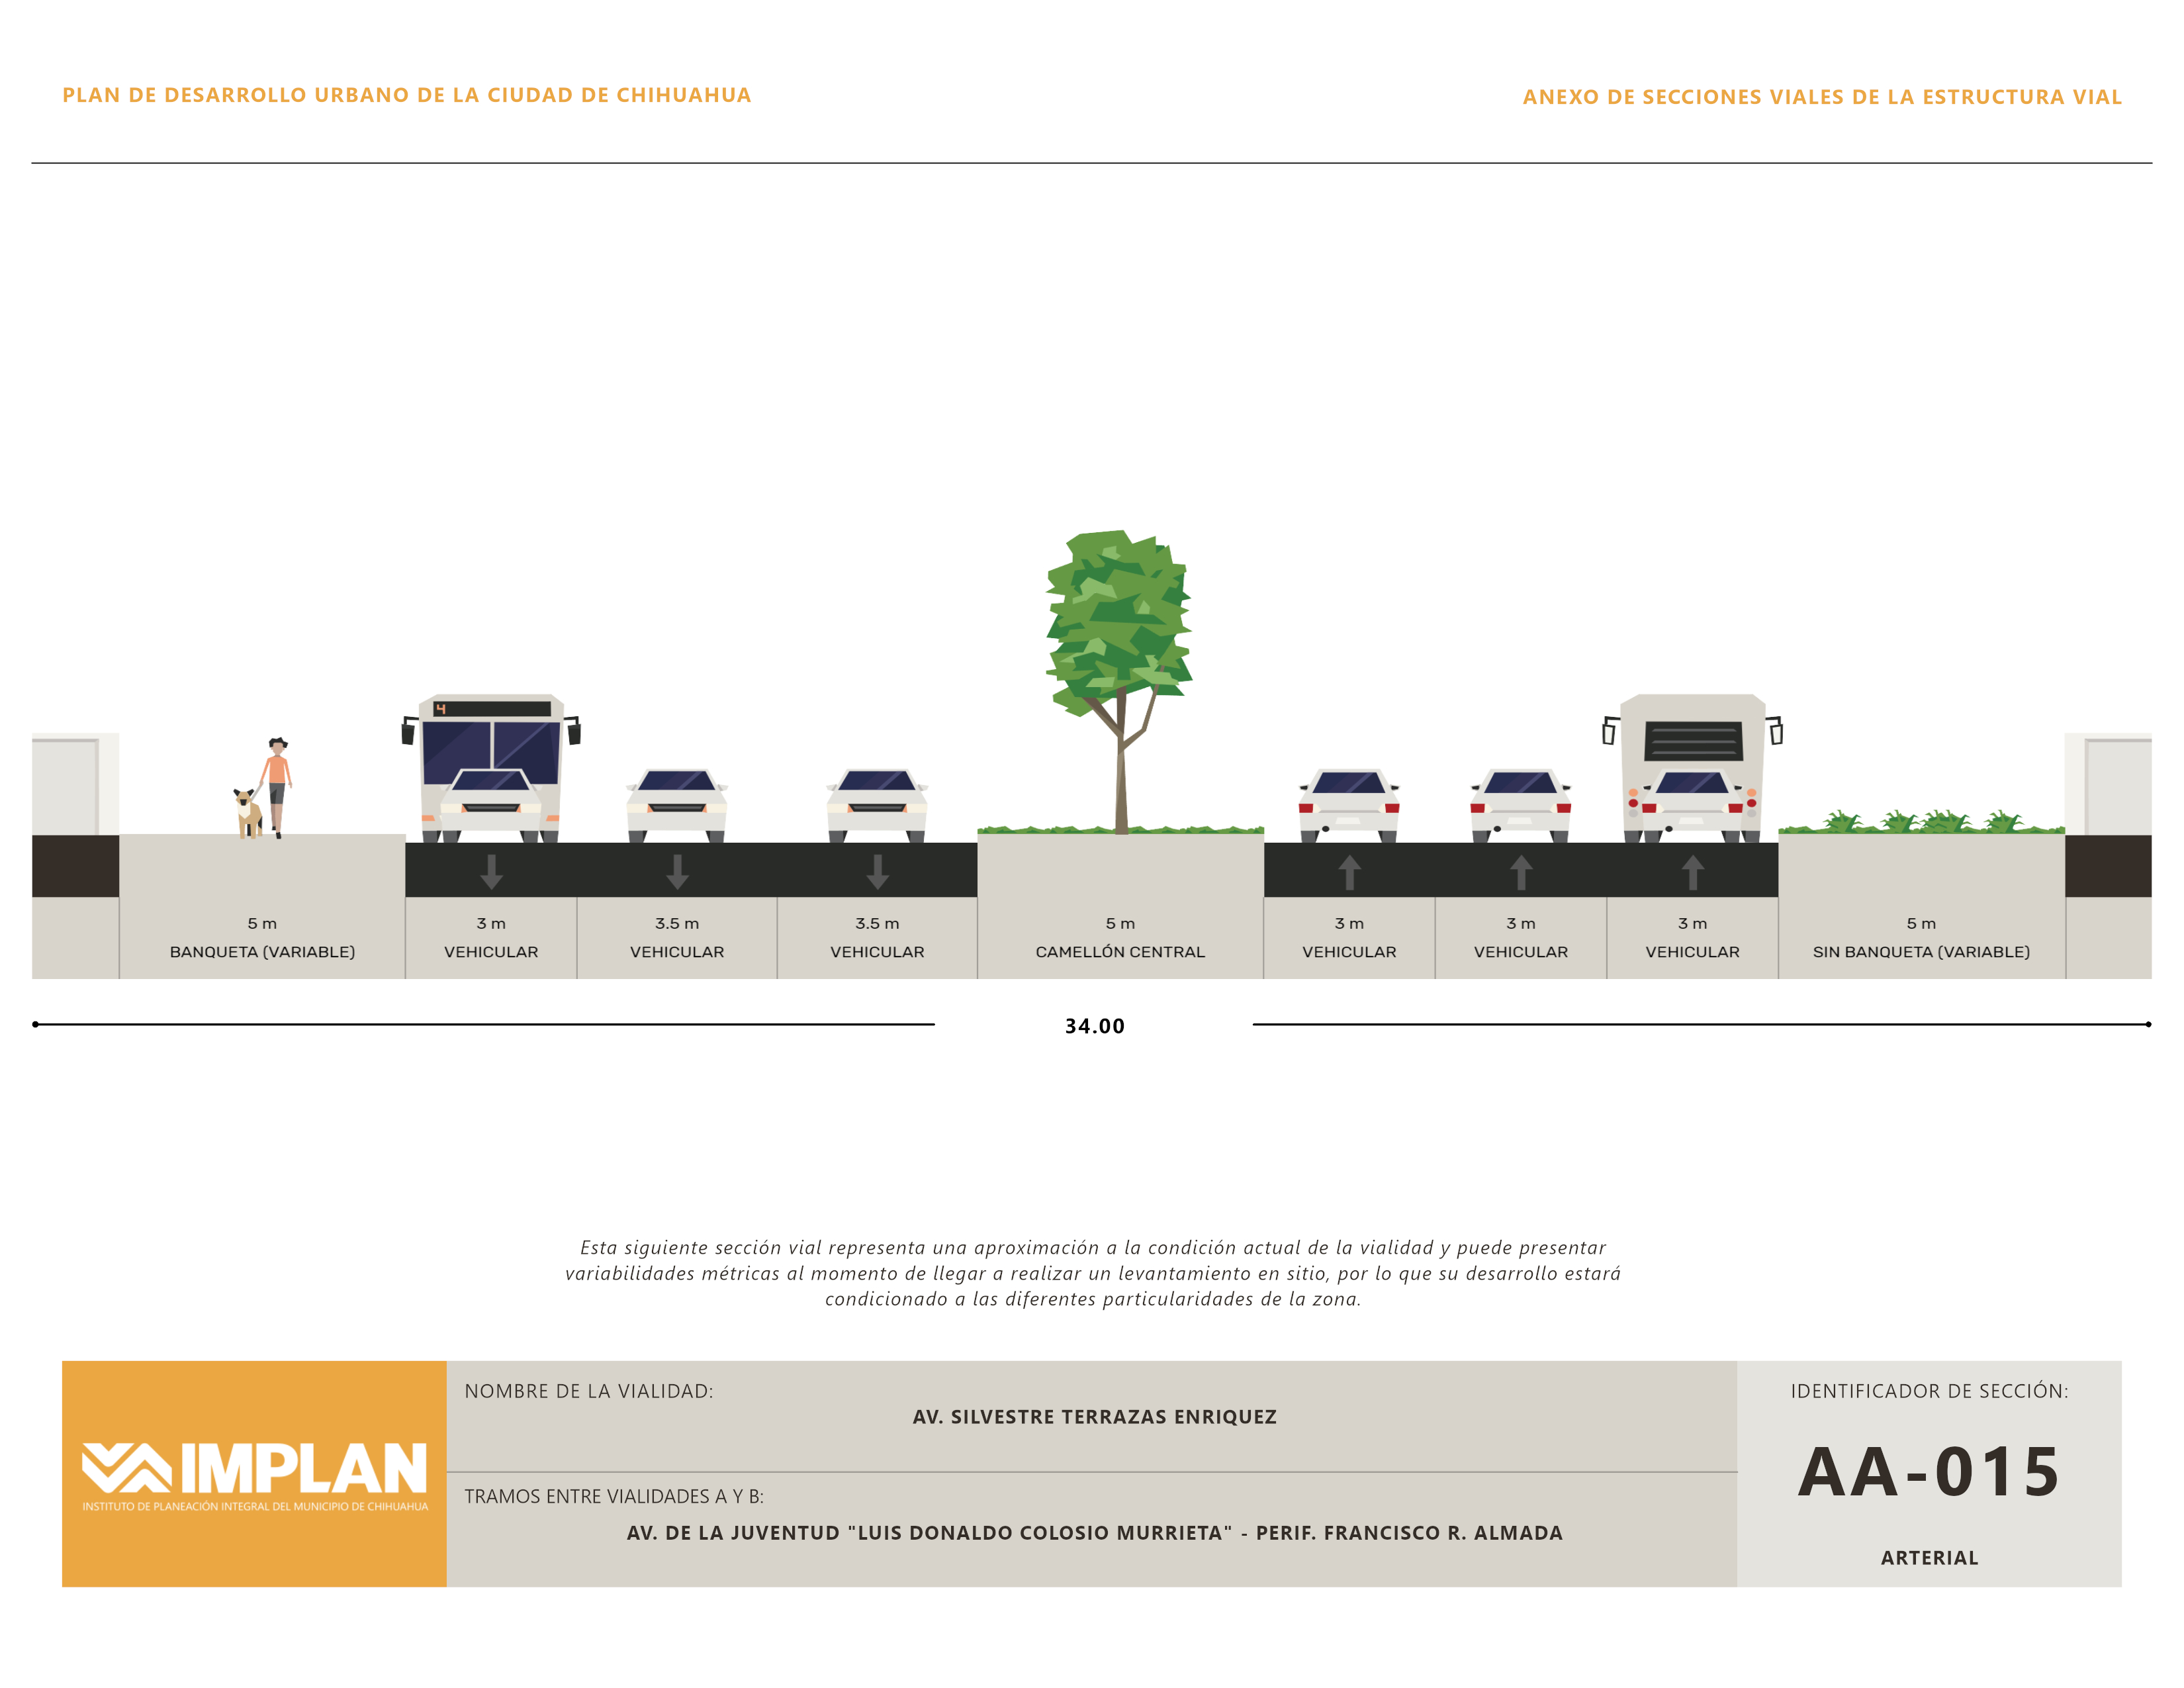 PLAN DE DESARROLLO URBANO DE LA CIUDAD DE CHIHUAHUA
ANEXO DE SECCIONES VIALES DE LA ESTRUCTURA VIAL
4
5 m
BANQUETA (VARIABLE)
3 m
VEHICULAR
3.5 m
VEHICULAR
3.5 m
VEHICULAR
5 m
CAMELLÓN CENTRAL
3 m
VEHICULAR
3 m
VEHICULAR
3 m
VEHICULAR
5 m
SIN BANQUETA (VARIABLE)
34.00
Esta siguiente sección vial representa una aproximación a la condición actual de la vialidad y puede presentar
variabilidades métricas al momento de llegar a realizar un levantamiento en sitio, por lo que su desarrollo estará
condicionado a las diferentes particularidades de la zona.
IMPLAN
INSTITUTO DE PLANEACIÓN INTEGRAL DEL MUNICIPIO DE CHIHUAHUA
NOMBRE DE LA VIALIDAD:
AV. SILVESTRE TERRAZAS ENRIQUEZ
TRAMOS ENTRE VIALIDADES A Y B:
AV. DE LA JUVENTUD "LUIS DONALDO COLOSIO MURRIETA" - PERIF. FRANCISCO R. ALMADA
IDENTIFICADOR DE SECCIÓN:
AA-015
ARTERIAL